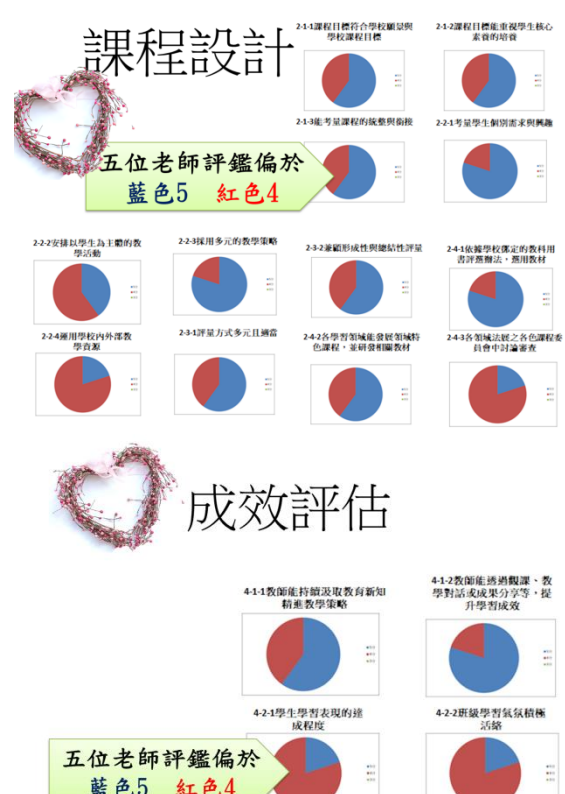 課程設計
2-1-1課程目標符合學校願景與
學校課程目標
2-1-2課程目標能重視學生核心
素養的培養
2-1-3能考量課程的統整與銜接
2-2-1考量學生個別需求與興趣
五位老師評鑑偏於
藍色5 紅色4
2-2-2安排以學生為主體的教
學活動
2-2-3採用多元的教學策略
2-3-2兼顧形成性與總結性評量
2-4-1依據學校鄭定的教科用
書評選辦法、選用教材
2-2-4運用學校內外部教
學資源
2-3-1評量方式多元且適當
2-4-2各學習領域能發展領域特
色課程，並研發相關教材
2-4-3各領域法展之各色課程委
員會中討論審查
成效評估
4-1-1教師能持續汲取教育新知
精進教學策略
4-1-2教師能透過觀課、教
學對話或成果分享等，提
升學習成效
4-2-1學生學習表現的達
成程度
4-2-2班級學習氣氛積極
活絡
五位老師評鑑偏於
藍色5 紅色4